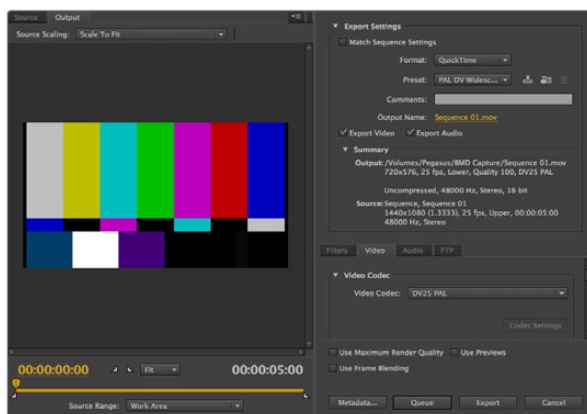 Source Output
Source Scaling: Scale To Fit
00:00:00:00 Fit 00:00:05:00
Source Range: Work Area
Export Settings
Match Sequence Settings
Format: QuickTime
Preset: PAL DV Widesc...
Comments:
Output Name: Sequence 01.mov
Export Video Export Audio
Summary
Output: /Volumes/Pegasus/BMD Capture/Sequence 01.mov
720x576, 25 fps, Lower, Quality 100, DV25 PAL
Uncompressed, 48000 Hz, Stereo, 16 bit
Source: Sequence, Sequence 01
1440x1080 (1.3333), 25 fps, Upper, 00:00:05:00
48000 Hz, Stereo
Filters Video Audio FTP
Video Codec
Video Codec: DV25 PAL
Codec Settings
Use Maximum Render Quality Use Previews
Use Frame Blending
Metadata... Queue Export Cancel